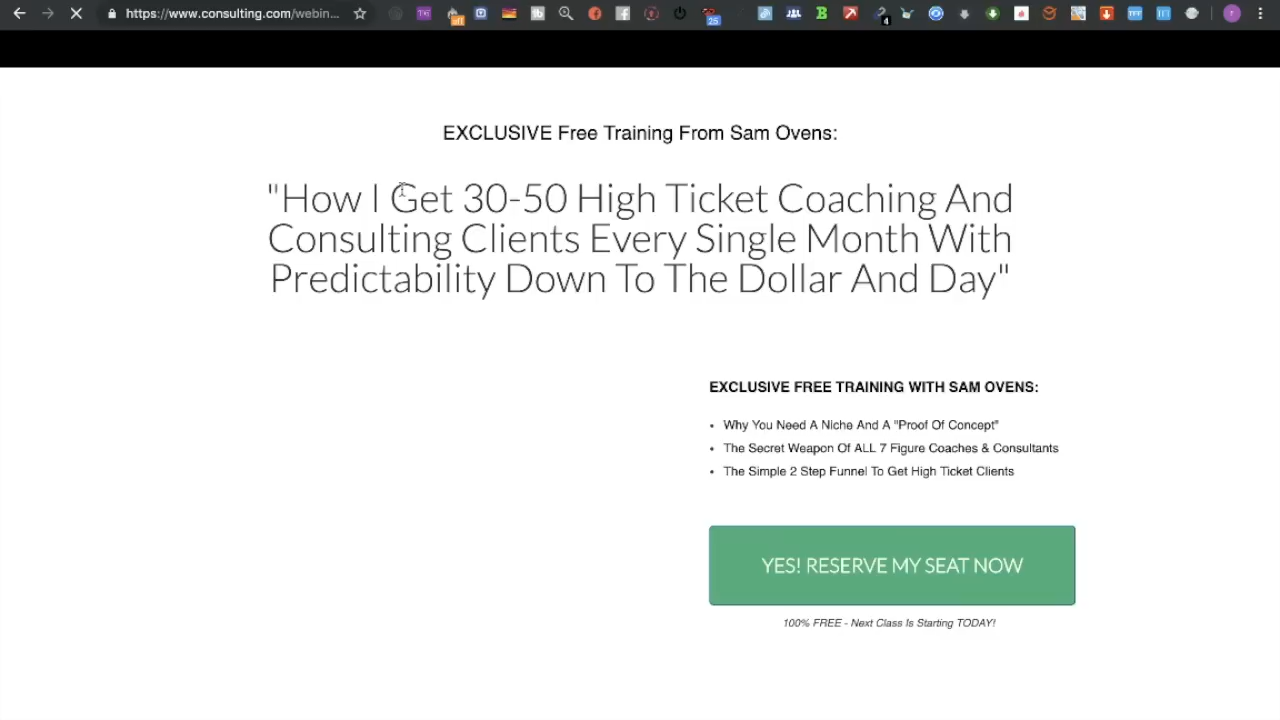 https://www.consulting.com/webin...
EXCLUSIVE Free Training From Sam Ovens:
"How I Get 30-50 High Ticket Coaching And
Consulting Clients Every Single Month With
Predictability Down To The Dollar And Day"
EXCLUSIVE FREE TRAINING WITH SAM OVENS:
• Why You Need A Niche And A "Proof Of Concept"
• The Secret Weapon Of ALL 7 Figure Coaches & Consultants
• The Simple 2 Step Funnel To Get High Ticket Clients
YES! RESERVE MY SEAT NOW
100% FREE - Next Class Is Starting TODAY!